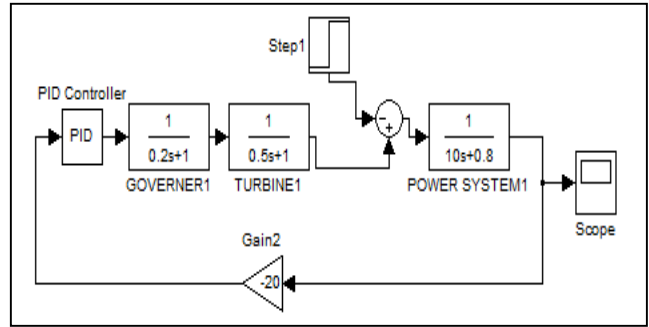 Step1
PID Controller
PID
1
0.2s+1
GOVERNER1
1
0.5s+1
TURBINE1
1
10s+0.8
POWER SYSTEM1
Scope
Gain2
-20